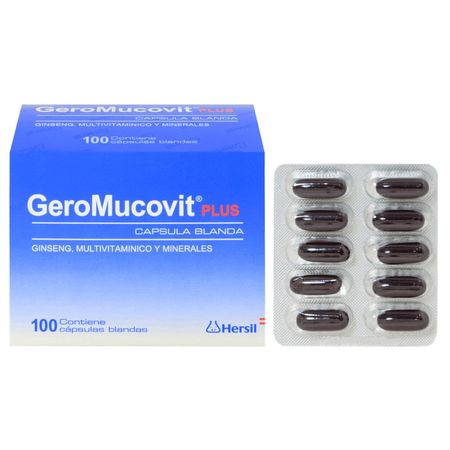 GeroMucovit® PLUS
CAPSULA BLANDA
GINSENG, MULTIVITAMINICO Y MINERALES
100 Contiene cápsulas blandas
GeroMucovit® PLUS
CAPSULA BLANDA
GINSENG, MULTIVITAMINICO Y MINERALES
100 Contiene cápsulas blandas
Hersil